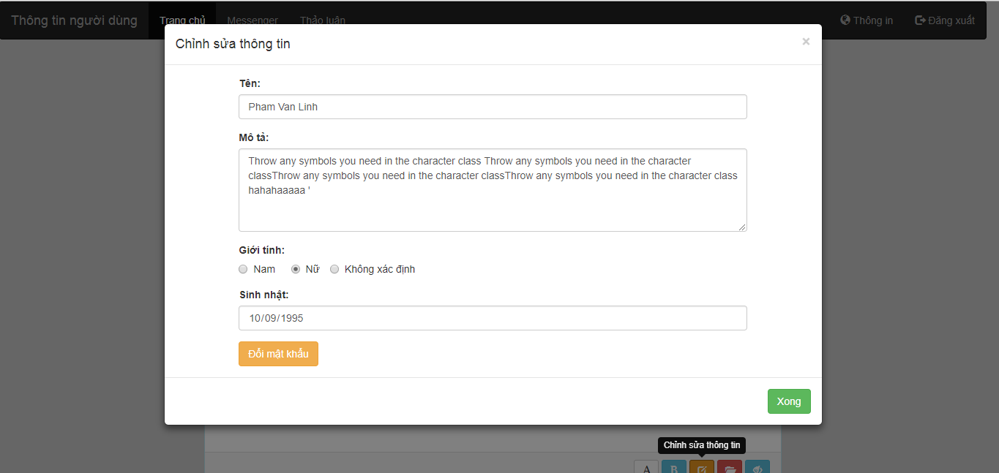 Thông tin người dùng Trang chủ Messenger Thảo luận Thông in Đăng xuất
Chỉnh sửa thông tin ×
Tên:
Pham Van Linh
Mô tả:
Throw any symbols you need in the character class Throw any symbols you need in the character
classThrow any symbols you need in the character classThrow any symbols you need in the character class
hahahaaaaa '
Giới tính:
Nam Nữ Không xác định
Sinh nhật:
10/09/1995
Đổi mật khẩu
Xong
Chỉnh sửa thông tin
A B